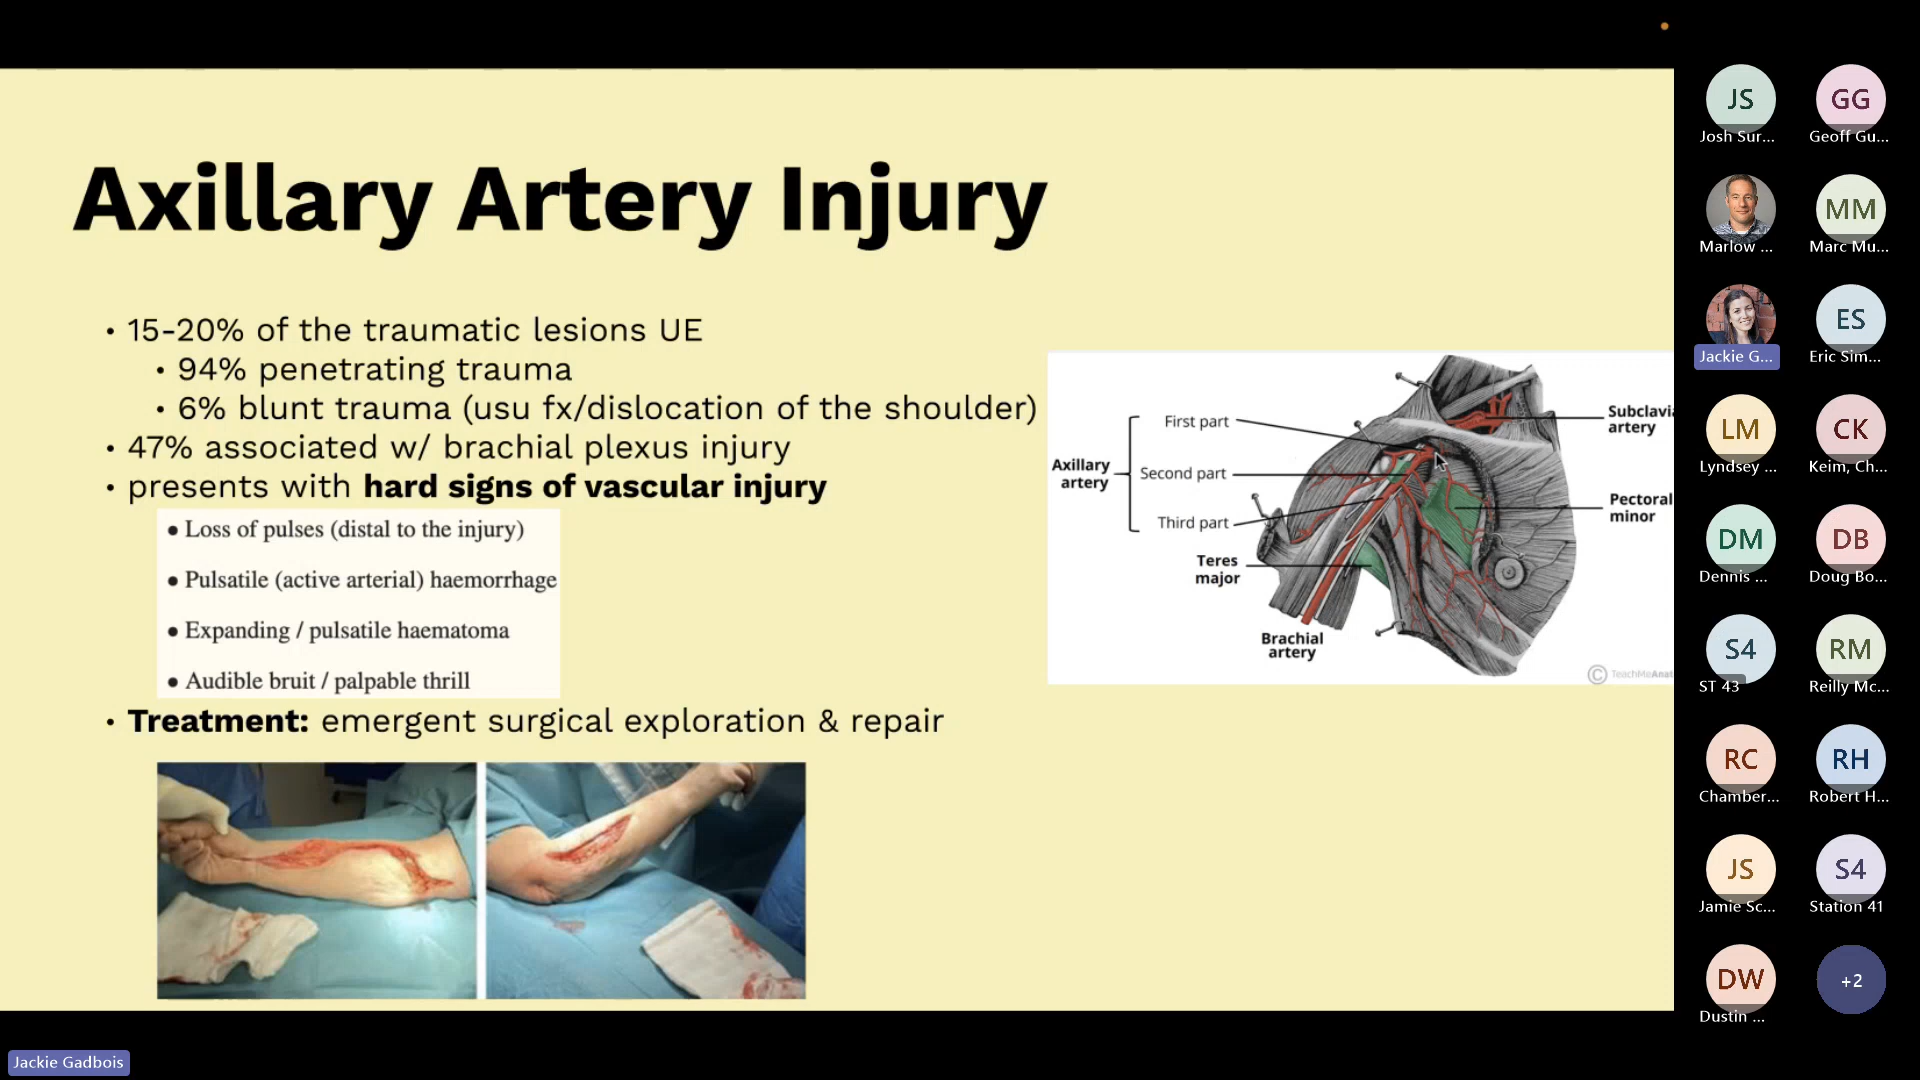 Axillary Artery Injury
• 15-20% of the traumatic lesions UE
• 94% penetrating trauma
• 6% blunt trauma (usu fx/dislocation of the shoulder)
• 47% associated w/ brachial plexus injury
• presents with hard signs of vascular injury
• Loss of pulses (distal to the injury)
• Pulsatile (active arterial) haemorrhage
• Expanding / pulsatile haematoma
• Audible bruit / palpable thrill
• Treatment: emergent surgical exploration & repair
First part
Axillary
artery
Second part
Third part
Teres
major
Brachial
artery
Subclavi
artery
Pectoral
minor
© TeachMeAnat
JS
Josh Sur...
GG
Geoff Gu...
Marlow ...
MM
Marc Mu...
Jackie G...
ES
Eric Sim...
LM
Lyndsey ...
CK
Keim, Ch...
DM
Dennis ...
DB
Doug Bo...
S4
ST 43
RM
Reilly Mc...
RC
Chamber...
RH
Robert H...
JS
Jamie Sc...
S4
Station 41
DW
Dustin ...
+2
Jackie Gadbois